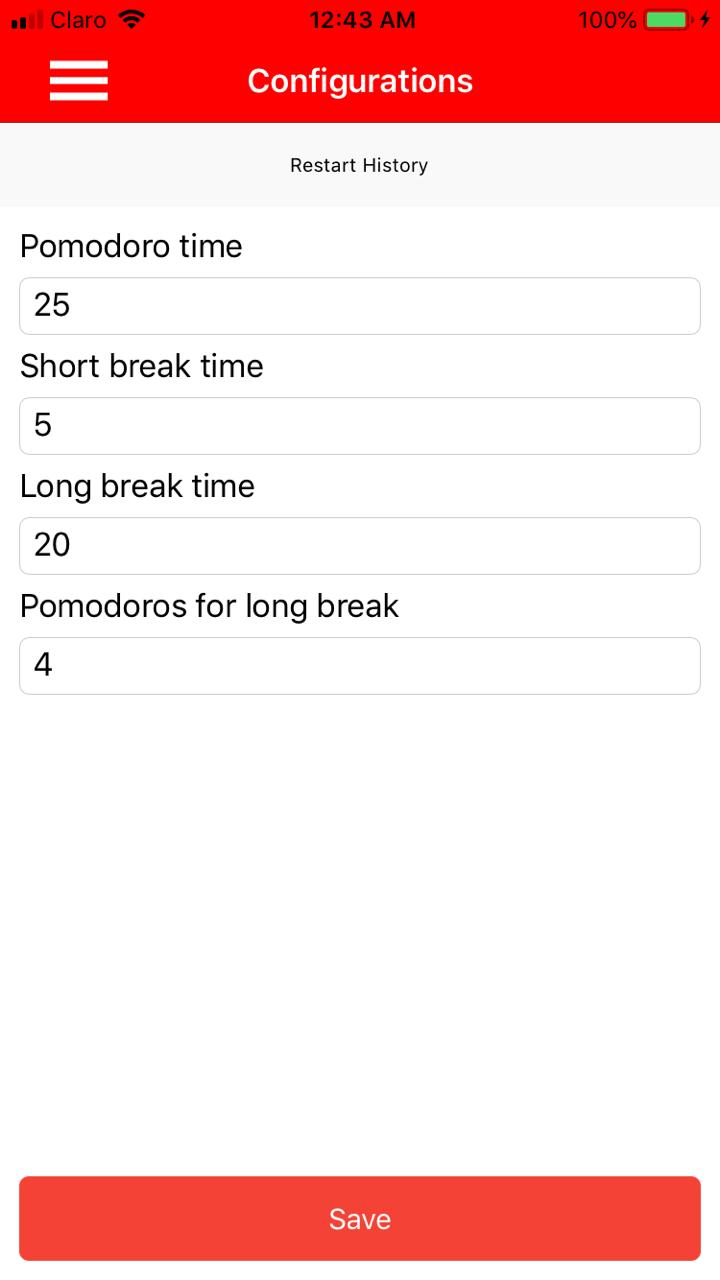 Claro 12:43 AM 100%
Configurations
Restart History
Pomodoro time
25
Short break time
5
Long break time
20
Pomodoros for long break
4
Save